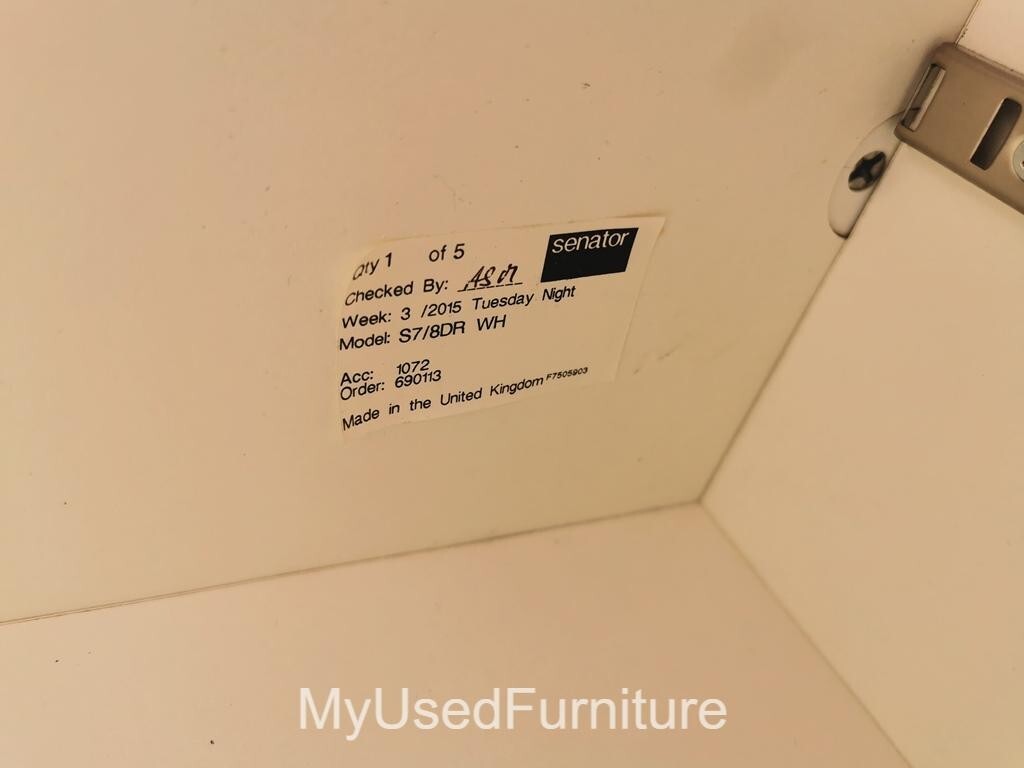 Qty 1 of 5
senator
Checked By:
Week: 3 /2015 Tuesday Night
Model: S7/8DR WH
Acc: 1072
Order: 690113
Made in the United Kingdom F7505903
MyUsedFurniture